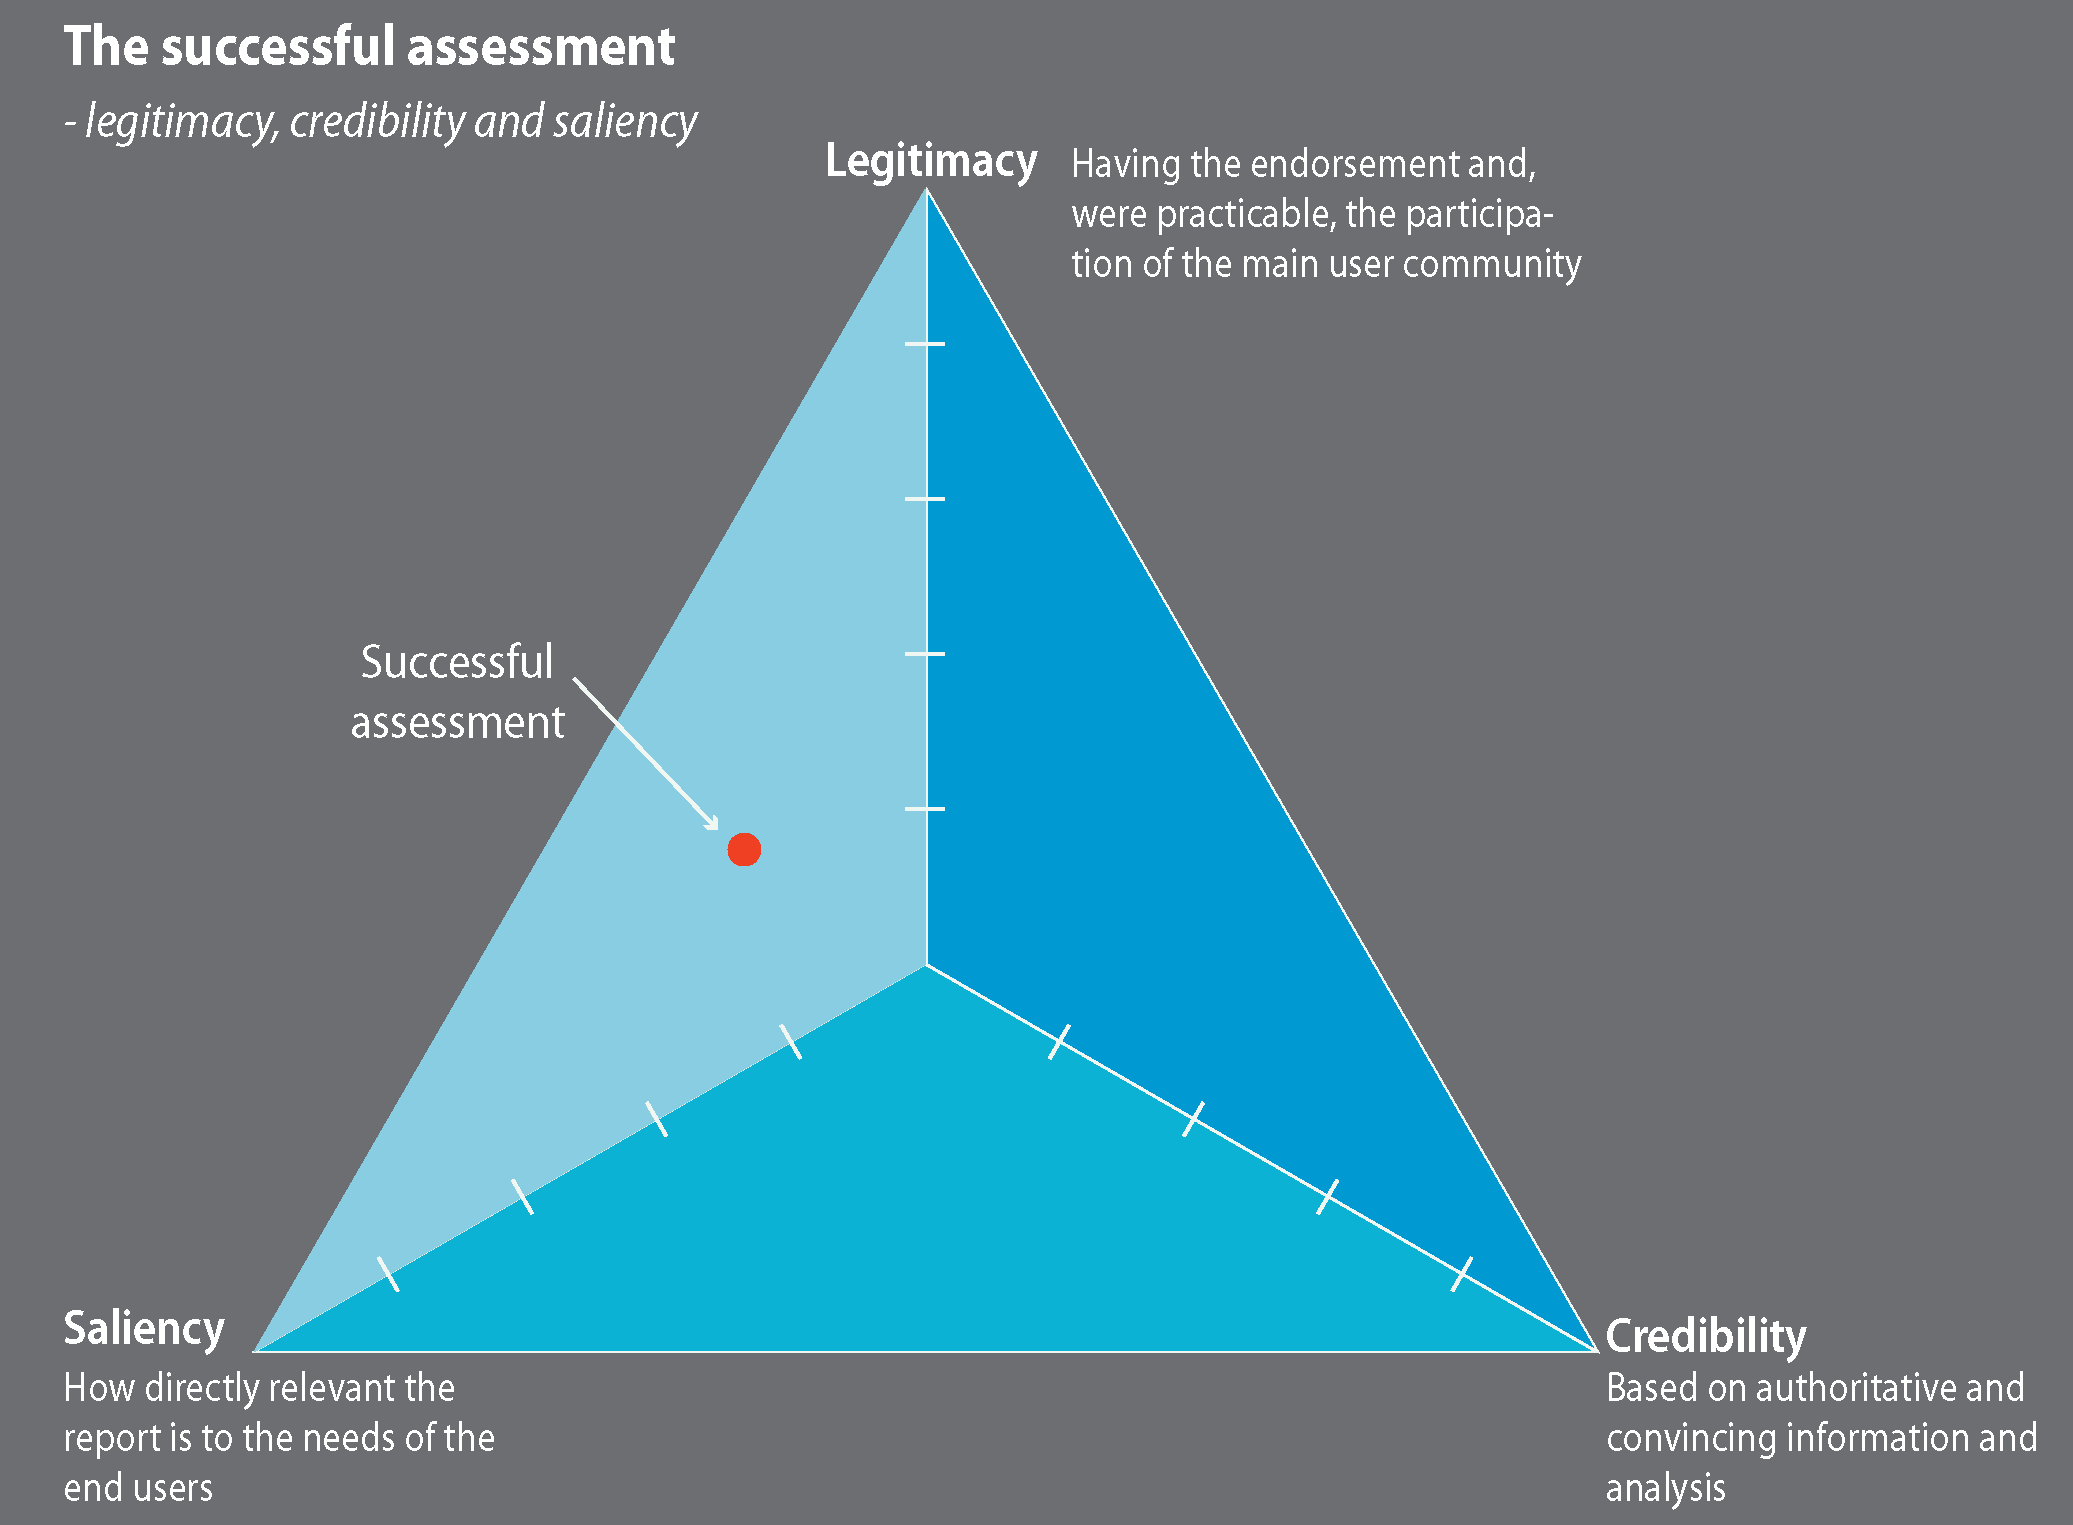 The successful assessment
- legitimacy, credibility and saliency
Legitimacy
Having the endorsement and,
were practicable, the participa-
tion of the main user community
Successful
assessment
Saliency
How directly relevant the
report is to the needs of the
end users
Credibility
Based on authoritative and
convincing information and
analysis